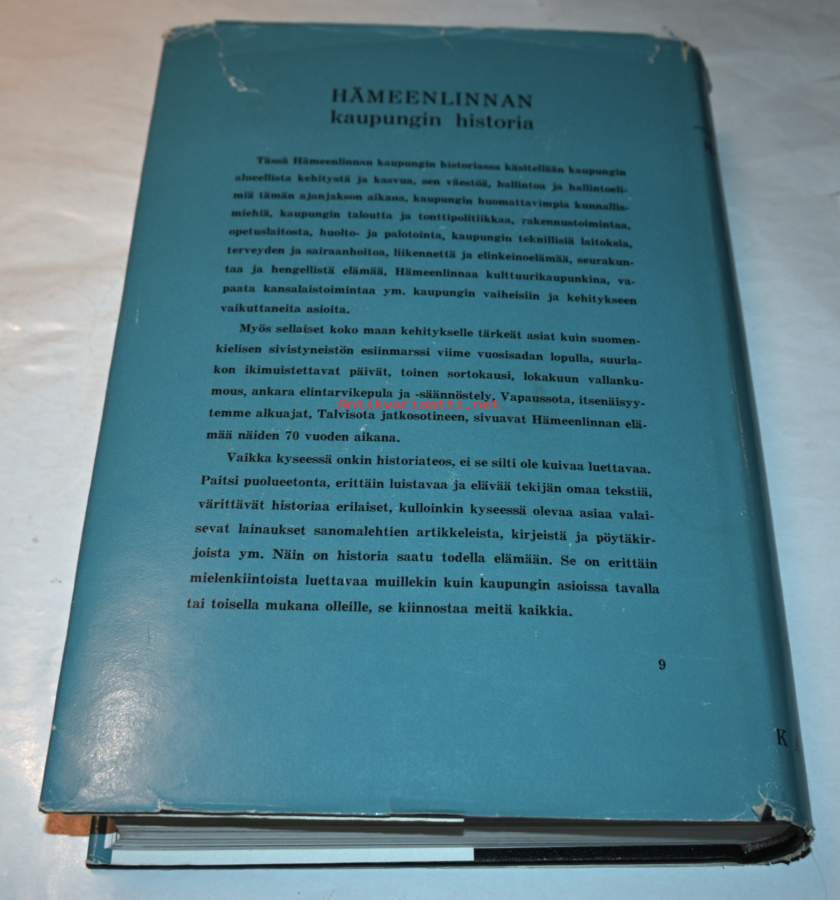 HÄMEENLINNAN
kaupungin historia
Tässä Hämeenlinnan kaupungin historiassa käsitellään kaupungin
alueellista kehitystä ja kasvua, sen väestöä, hallintoa ja hallintoeli-
miä tämän ajanjakson aikana, kaupungin huomattavimpia kunnallis-
miehiä, kaupungin taloutta ja tonttipolitiikkaa, rakennustoimintaa,
opetuslaitosta, huolto- ja palotointa, kaupungin teknillisiä laitoksia,
terveyden ja sairaanhoitoa, liikennettä ja elinkeinoelämää, seurakun-
taa ja hengellistä elämää, Hämeenlinnaa kulttuurikaupunkina, va-
paata kansalaistoimintaa ym. kaupungin vaiheisiin ja kehitykseen
vaikuttaneita asioita.
Myös sellaiset koko maan kehitykselle tärkeät asiat kuin suomen-
kielisen sivistyneistön esiinmarssi viime vuosisadan lopulla, suurla-
kon ikimuistettavat päivät, toinen sortokausi, lokakuun vallanku-
mous, ankara elintarvikepula ja -säännöstely, Vapaussota, itsenäisyy-
temme alkuajat, Talvisota jatkosotineen, sivuavat Hämeenlinnan elä-
mää näiden 70 vuoden aikana.
Vaikka kyseessä onkin historiateos, ei se silti ole kuivaa luettavaa.
Paitsi puolueetonta, erittäin luistavaa ja elävää tekijän omaa tekstiä,
värittävät historiaa erilaiset, kulloinkin kyseessä olevaa asiaa valai-
sevat lainaukset sanomalehtien artikkeleista, kirjeistä ja pöytäkir-
joista ym. Näin on historia saatu todella elämään. Se on erittäin
mielenkiintoista luettavaa muillekin kuin kaupungin asioissa tavalla
tai toisella mukana olleille, se kiinnostaa meitä kaikkia.
9
K
Antikvariaatti.net